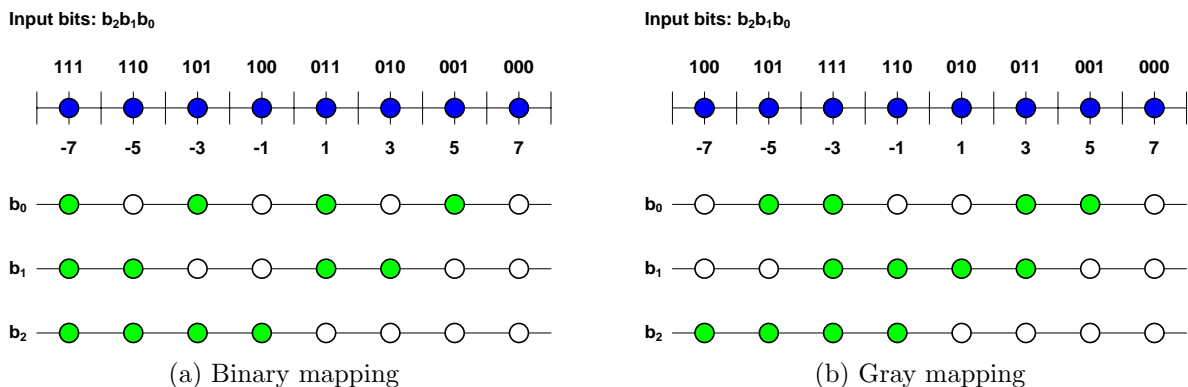 Input bits: b₂b₁b₀
111 110 101 100 011 010 001 000
-7 -5 -3 -1 1 3 5 7
b₀
b₁
b₂
(a) Binary mapping
Input bits: b₂b₁b₀
100 101 111 110 010 011 001 000
-7 -5 -3 -1 1 3 5 7
b₀
b₁
b₂
(b) Gray mapping